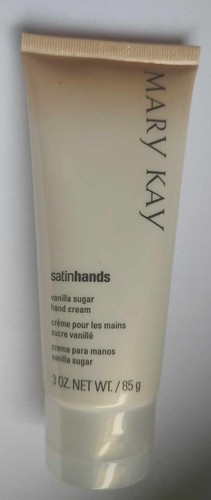 MARY KAY
satinhands
vanilla sugar
hand cream
crème pour les mains
sucre vanillé
crema para manos
vanilla sugar
3 OZ. NET WT. / 85 g